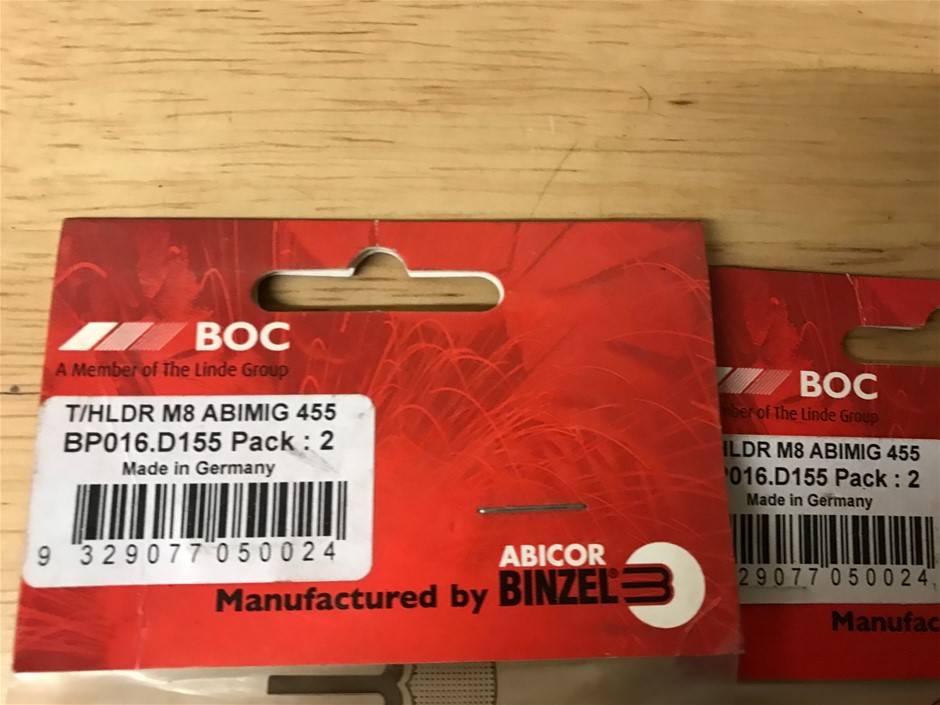 BOC
A Member of The Linde Group
T/HLDR M8 ABIMIG 455
BP016.D155 Pack : 2
Made in Germany
9 329077 050024
Manufactured by ABICOR BINZEL®
BOC
ber of The Linde Group
HLDR M8 ABIMIG 455
P016.D155 Pack : 2
Made in Germany
29077 050024
Manufac